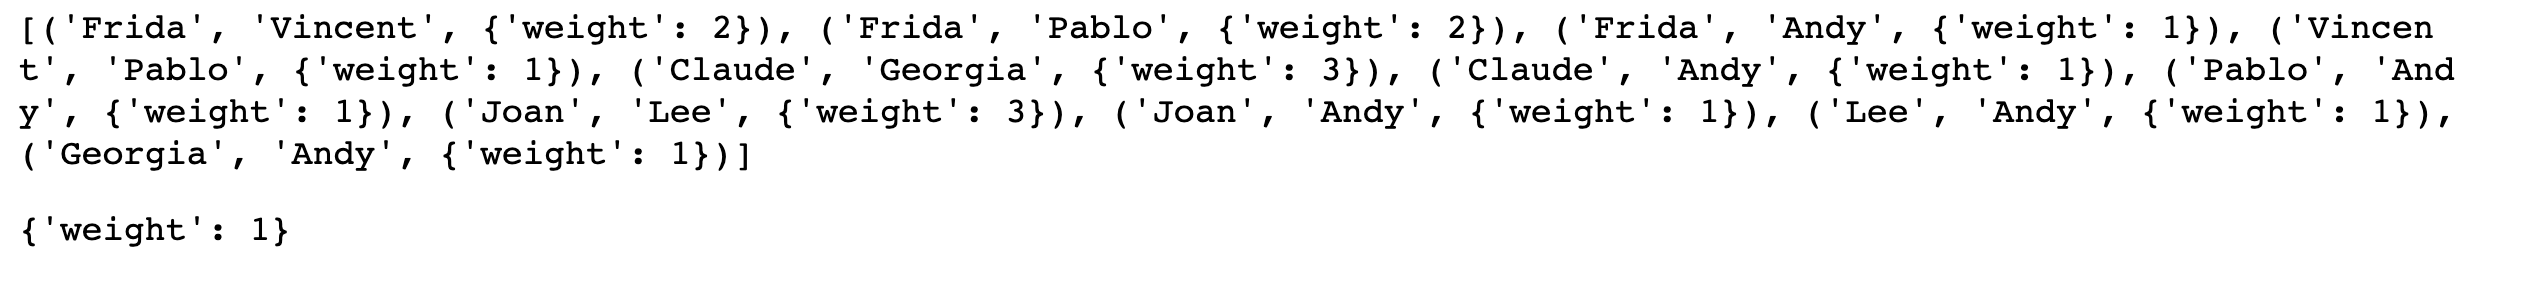 [('Frida', 'Vincent', {'weight': 2}), ('Frida', 'Pablo', {'weight': 2}), ('Frida', 'Andy', {'weight': 1}), ('Vincen
t', 'Pablo', {'weight': 1}), ('Claude', 'Georgia', {'weight': 3}), ('Claude', 'Andy', {'weight': 1}), ('Pablo', 'And
y', {'weight': 1}), ('Joan', 'Lee', {'weight': 3}), ('Joan', 'Andy', {'weight': 1}), ('Lee', 'Andy', {'weight': 1}),
('Georgia', 'Andy', {'weight': 1})]
{'weight': 1}